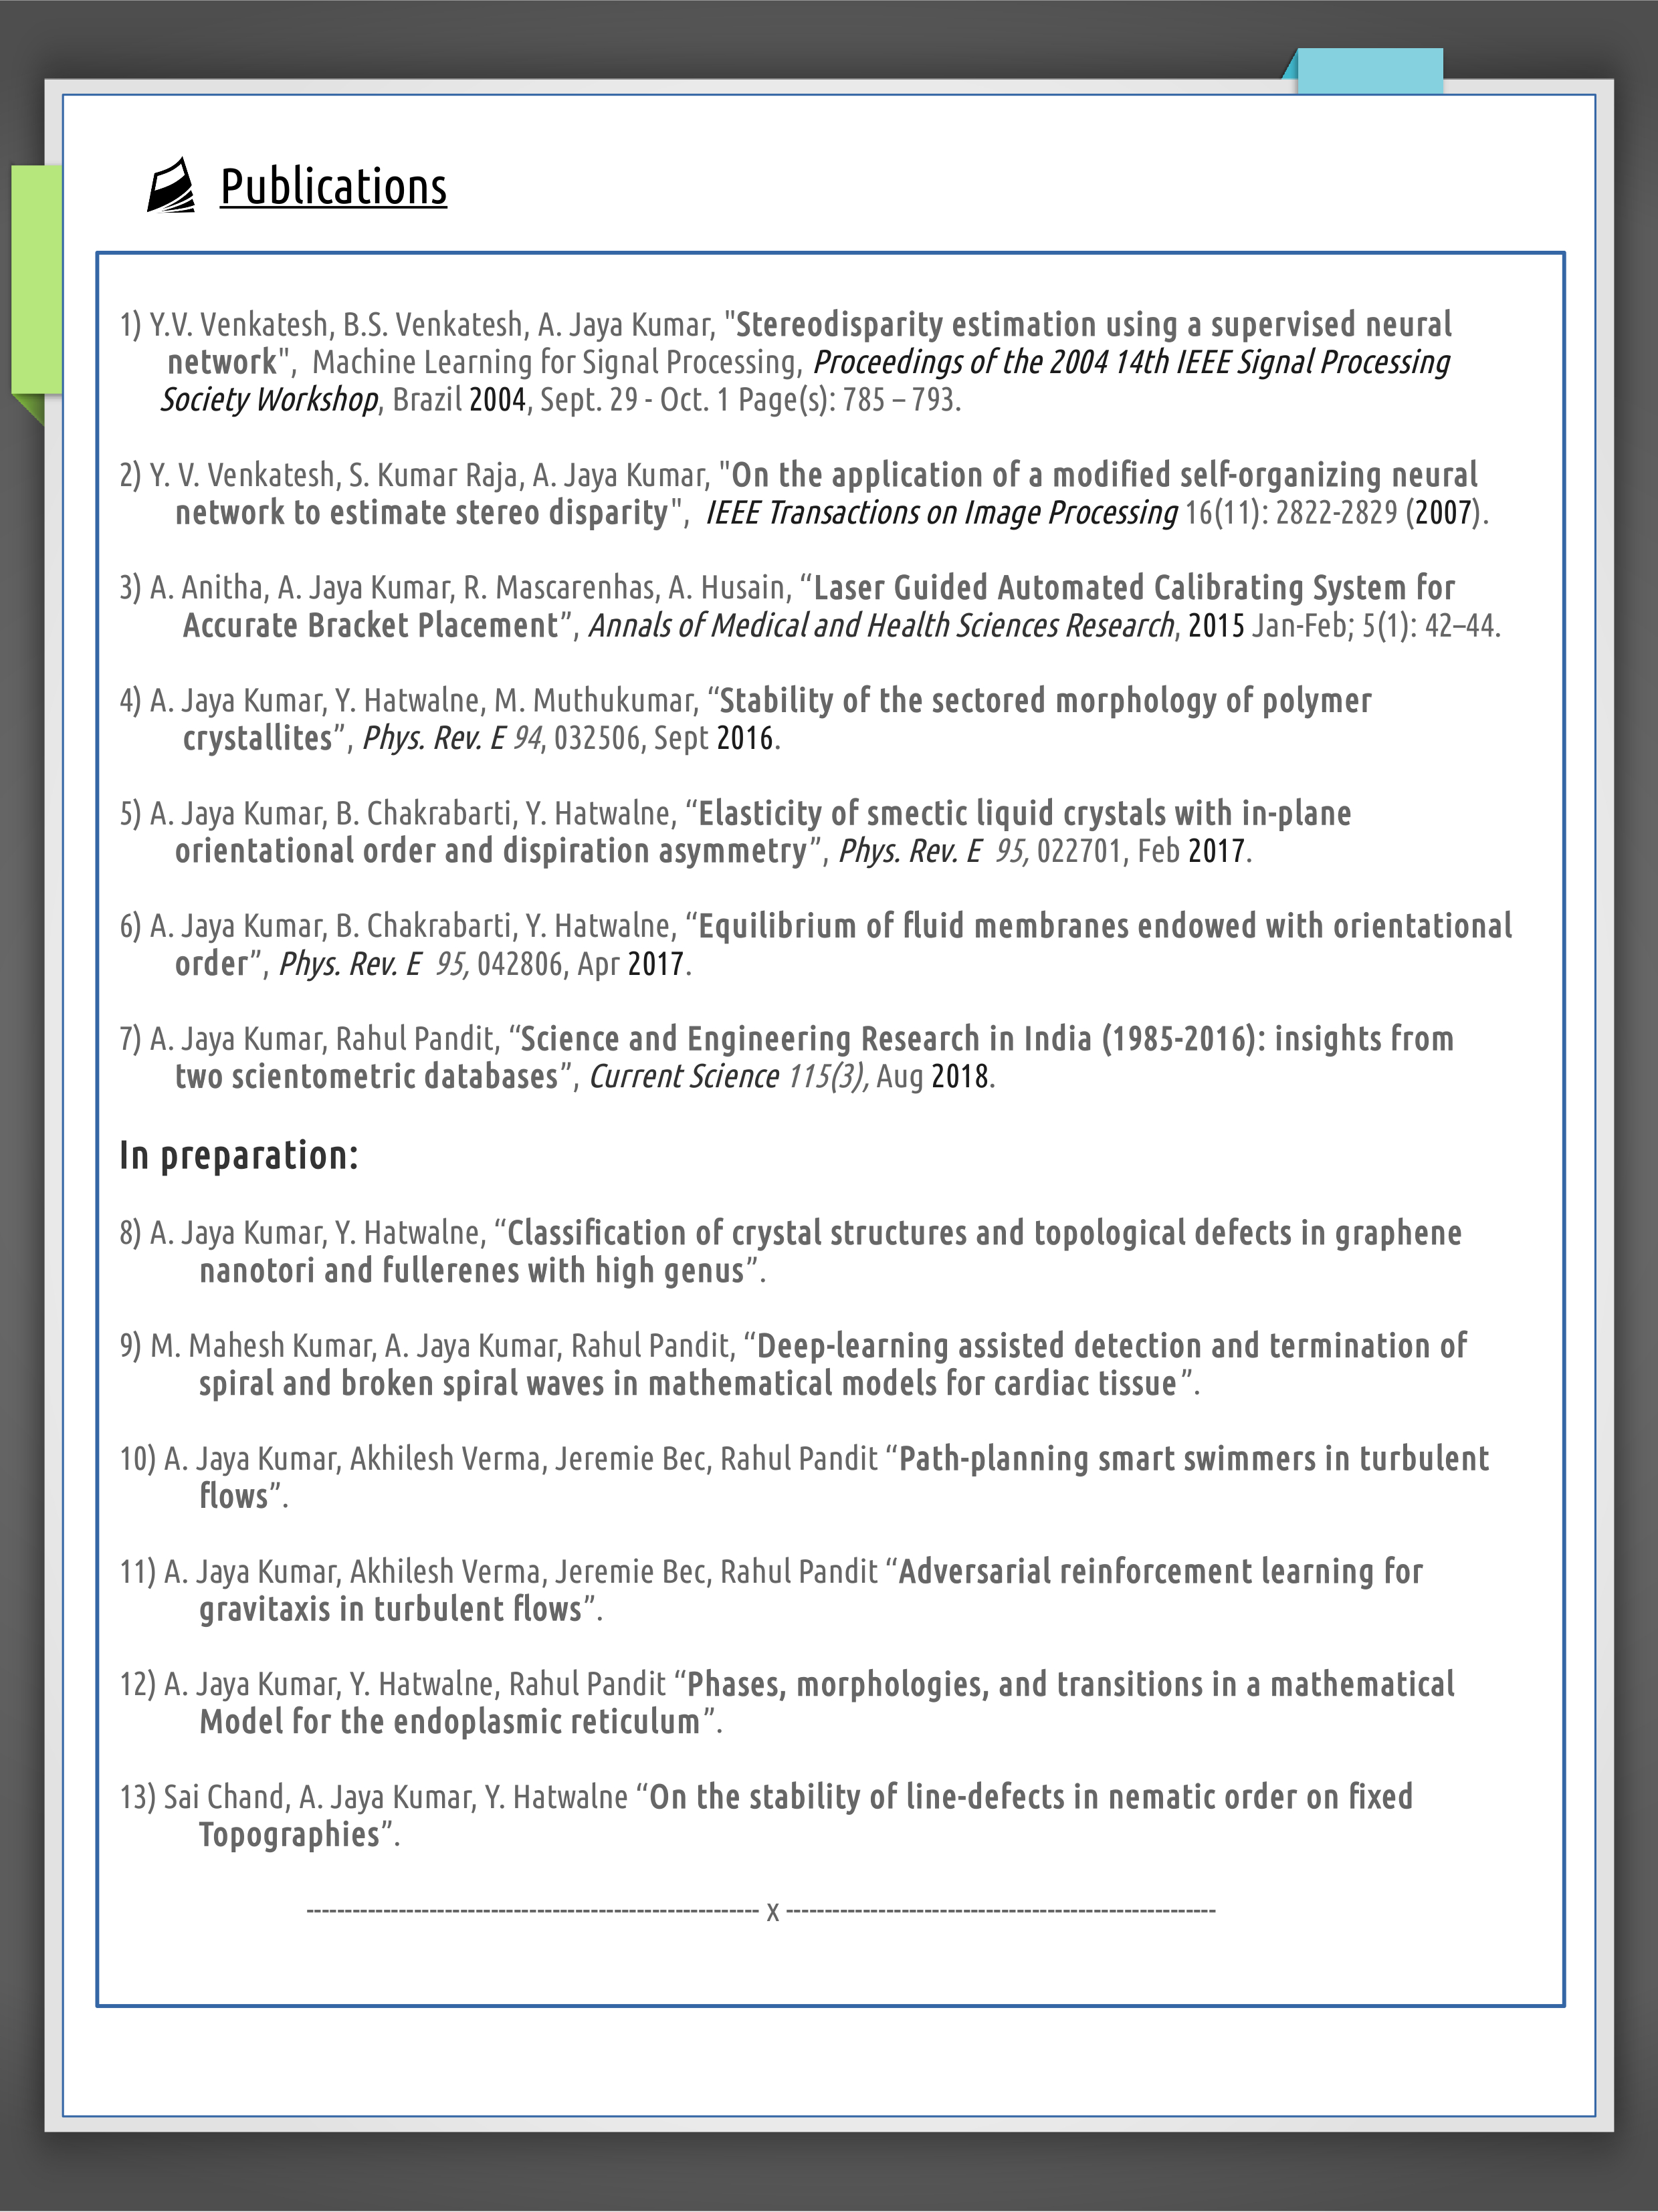 Publications
1) Y.V. Venkatesh, B.S. Venkatesh, A. Jaya Kumar, "Stereodisparity estimation using a supervised neural
network", Machine Learning for Signal Processing, Proceedings of the 2004 14th IEEE Signal Processing
Society Workshop, Brazil 2004, Sept. 29 - Oct. 1 Page(s): 785 – 793.
2) Y. V. Venkatesh, S. Kumar Raja, A. Jaya Kumar, "On the application of a modified self-organizing neural
network to estimate stereo disparity", IEEE Transactions on Image Processing 16(11): 2822-2829 (2007).
3) A. Anitha, A. Jaya Kumar, R. Mascarenhas, A. Husain, “Laser Guided Automated Calibrating System for
Accurate Bracket Placement”, Annals of Medical and Health Sciences Research, 2015 Jan-Feb; 5(1): 42–44.
4) A. Jaya Kumar, Y. Hatwalne, M. Muthukumar, “Stability of the sectored morphology of polymer
crystallites”, Phys. Rev. E 94, 032506, Sept 2016.
5) A. Jaya Kumar, B. Chakrabarti, Y. Hatwalne, “Elasticity of smectic liquid crystals with in-plane
orientational order and dispiration asymmetry”, Phys. Rev. E 95, 022701, Feb 2017.
6) A. Jaya Kumar, B. Chakrabarti, Y. Hatwalne, “Equilibrium of fluid membranes endowed with orientational
order”, Phys. Rev. E 95, 042806, Apr 2017.
7) A. Jaya Kumar, Rahul Pandit, “Science and Engineering Research in India (1985-2016): insights from
two scientometric databases”, Current Science 115(3), Aug 2018.
In preparation:
8) A. Jaya Kumar, Y. Hatwalne, “Classification of crystal structures and topological defects in graphene
nanotori and fullerenes with high genus”.
9) M. Mahesh Kumar, A. Jaya Kumar, Rahul Pandit, “Deep-learning assisted detection and termination of
spiral and broken spiral waves in mathematical models for cardiac tissue”.
10) A. Jaya Kumar, Akhilesh Verma, Jeremie Bec, Rahul Pandit “Path-planning smart swimmers in turbulent
flows”.
11) A. Jaya Kumar, Akhilesh Verma, Jeremie Bec, Rahul Pandit “Adversarial reinforcement learning for
gravitaxis in turbulent flows”.
12) A. Jaya Kumar, Y. Hatwalne, Rahul Pandit “Phases, morphologies, and transitions in a mathematical
Model for the endoplasmic reticulum”.
13) Sai Chand, A. Jaya Kumar, Y. Hatwalne “On the stability of line-defects in nematic order on fixed
Topographies”.
---------------------------------------------------------- x -------------------------------------------------------